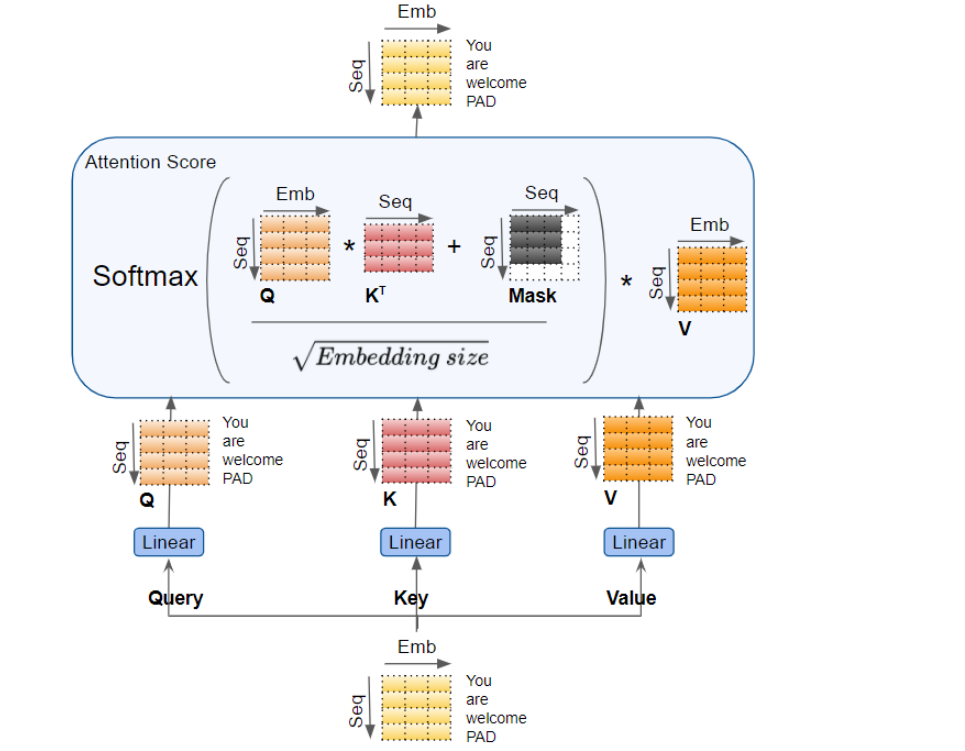 Emb
Seq
You
are
welcome
PAD
Attention Score
Softmax
Emb
Seq
Q
*
Seq
Kᵀ
+
Seq
Seq
Mask
√Embedding size
*
Emb
Seq
V
Seq
Q
You
are
welcome
PAD
Seq
K
You
are
welcome
PAD
Seq
V
You
are
welcome
PAD
Linear
Linear
Linear
Query
Key
Value
Emb
Seq
You
are
welcome
PAD